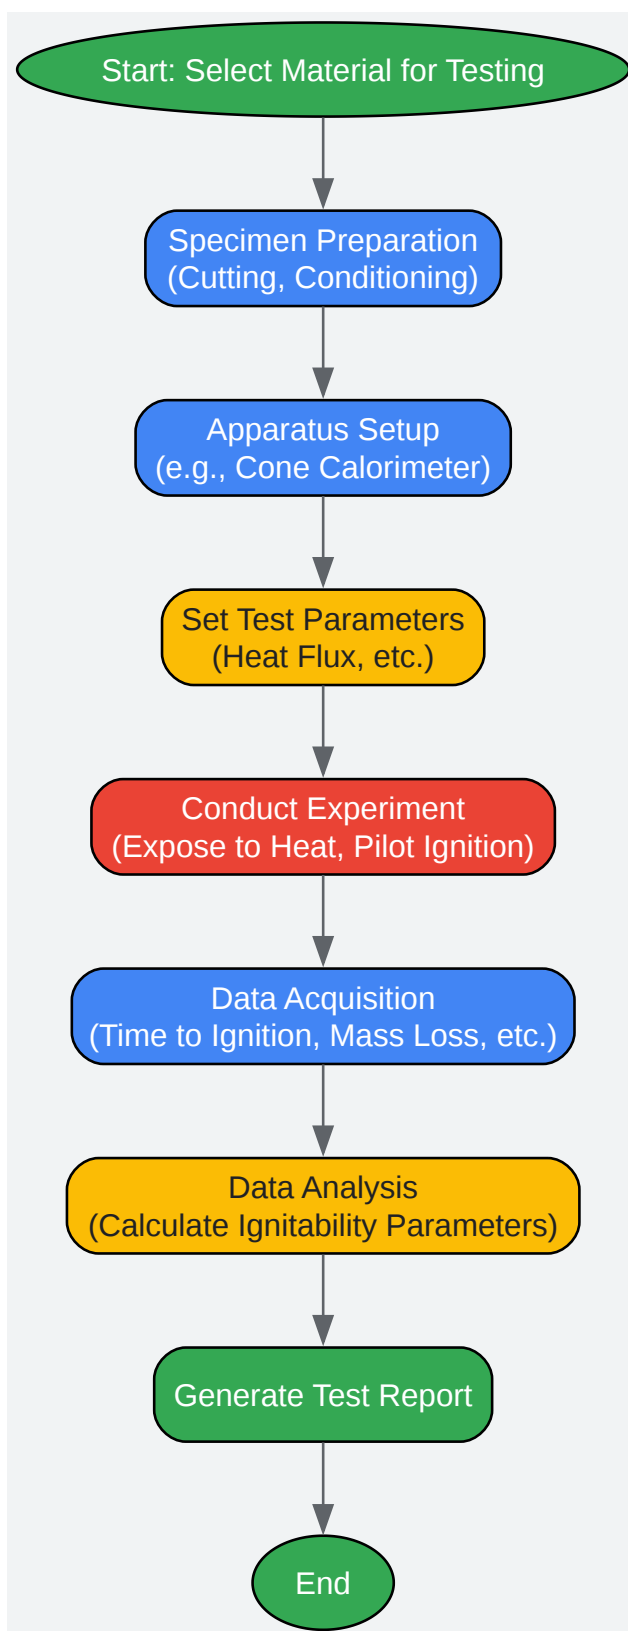 Start: Select Material for Testing
Specimen Preparation
(Cutting, Conditioning)
Apparatus Setup
(e.g., Cone Calorimeter)
Set Test Parameters
(Heat Flux, etc.)
Conduct Experiment
(Expose to Heat, Pilot Ignition)
Data Acquisition
(Time to Ignition, Mass Loss, etc.)
Data Analysis
(Calculate Ignitability Parameters)
Generate Test Report
End